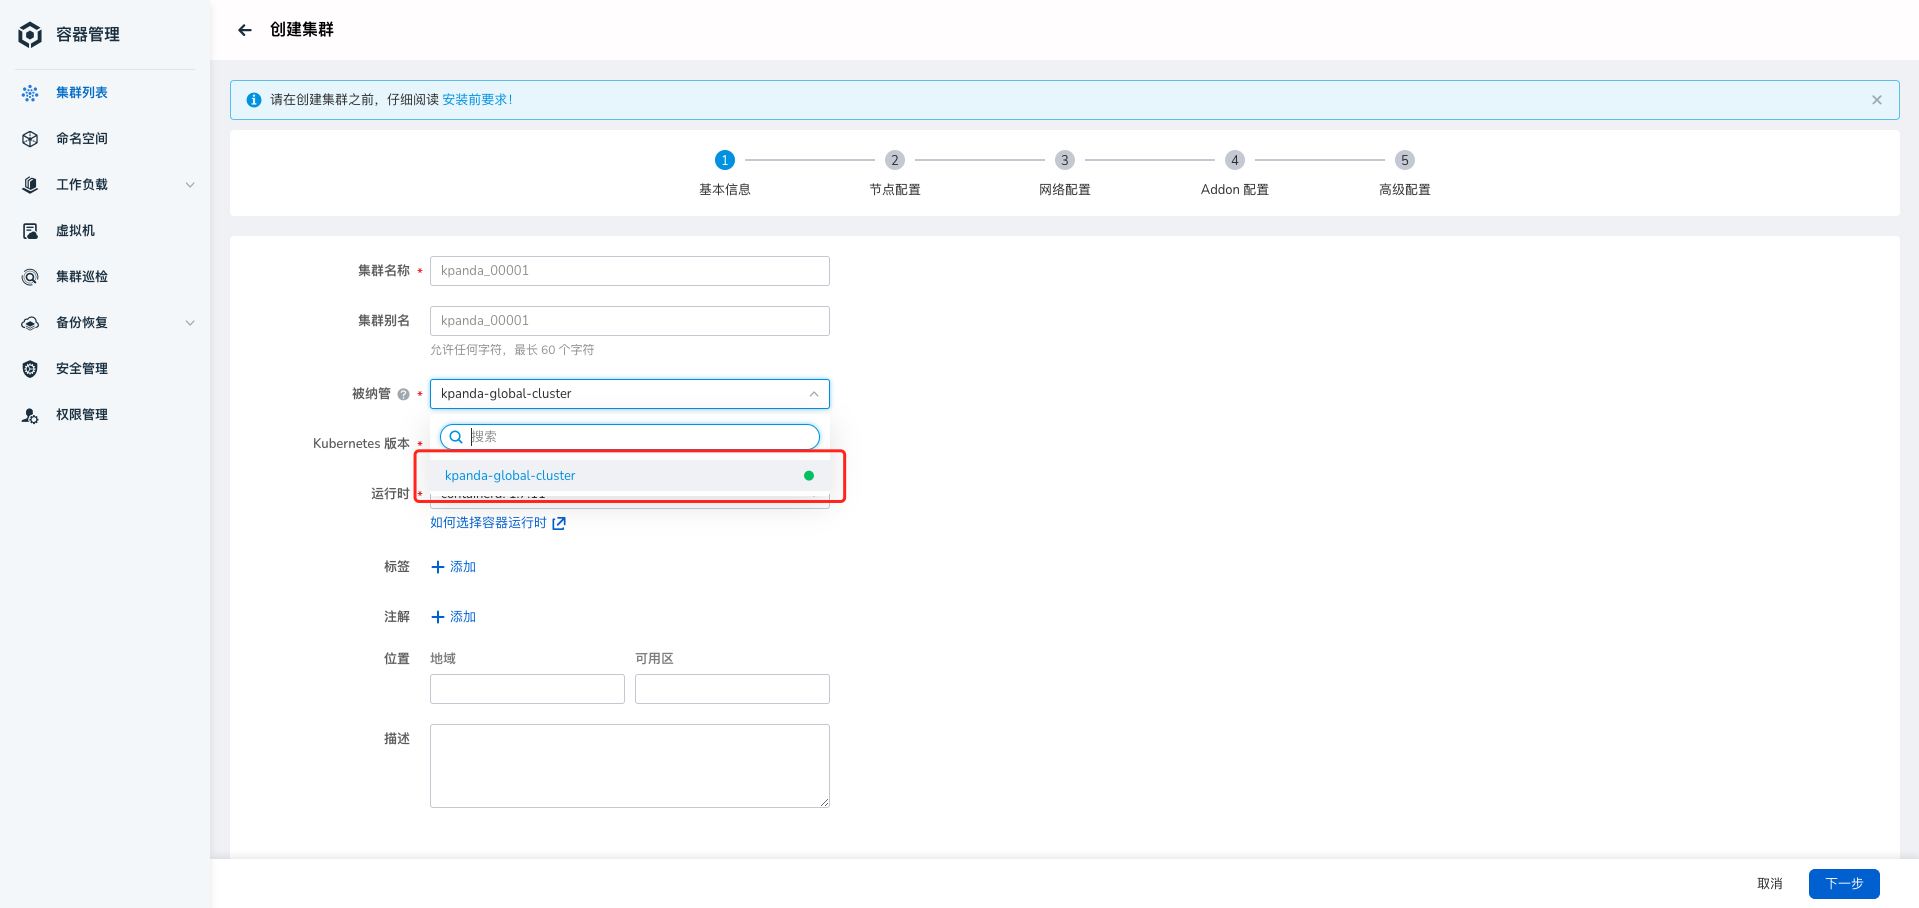 容器管理
集群列表
命名空间
工作负载
虚拟机
集群巡检
备份恢复
安全管理
权限管理
创建集群
请在创建集群之前，仔细阅读 安装前要求！
1
2
3
4
5
基本信息
节点配置
网络配置
Addon 配置
高级配置
集群名称 *
kpanda_00001
集群别名
kpanda_00001
允许任何字符，最长 60 个字符
被纳管 *
kpanda-global-cluster
搜索
Kubernetes 版本 *
kpanda-global-cluster
运行时 *
如何选择容器运行时
标签
添加
注解
添加
位置
地域
可用区
描述
取消
下一步